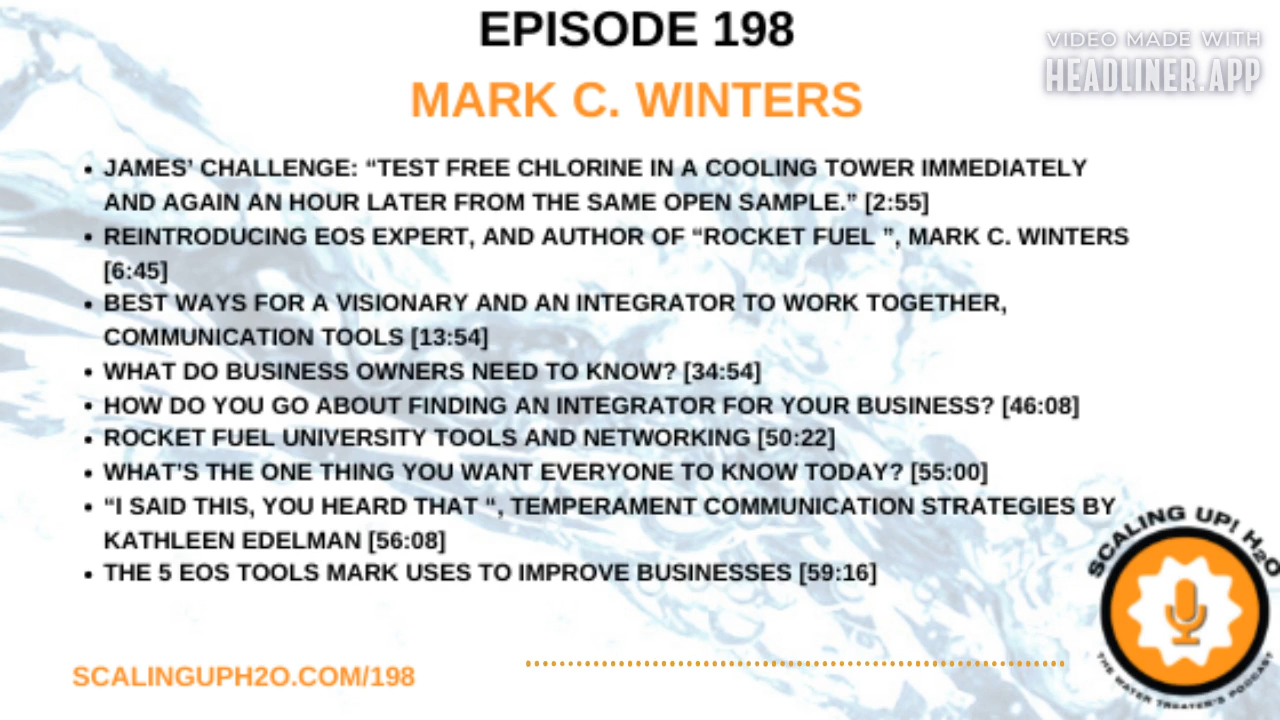 EPISODE 198
VIDEO MADE WITH
HEADLINER.APP
MARK C. WINTERS
• JAMES’ CHALLENGE: “TEST FREE CHLORINE IN A COOLING TOWER IMMEDIATELY
AND AGAIN AN HOUR LATER FROM THE SAME OPEN SAMPLE.” [2:55]
• REINTRODUCING EOS EXPERT, AND AUTHOR OF “ROCKET FUEL ”, MARK C. WINTERS
[6:45]
• BEST WAYS FOR A VISIONARY AND AN INTEGRATOR TO WORK TOGETHER,
COMMUNICATION TOOLS [13:54]
• WHAT DO BUSINESS OWNERS NEED TO KNOW? [34:54]
• HOW DO YOU GO ABOUT FINDING AN INTEGRATOR FOR YOUR BUSINESS? [46:08]
• ROCKET FUEL UNIVERSITY TOOLS AND NETWORKING [50:22]
• WHAT’S THE ONE THING YOU WANT EVERYONE TO KNOW TODAY? [55:00]
• “I SAID THIS, YOU HEARD THAT “, TEMPERAMENT COMMUNICATION STRATEGIES BY
KATHLEEN EDELMAN [56:08]
• THE 5 EOS TOOLS MARK USES TO IMPROVE BUSINESSES [59:16]
SCALING UP! H2O
THE WATER TREATER'S PODCAST
SCALINGUPH2O.COM/198